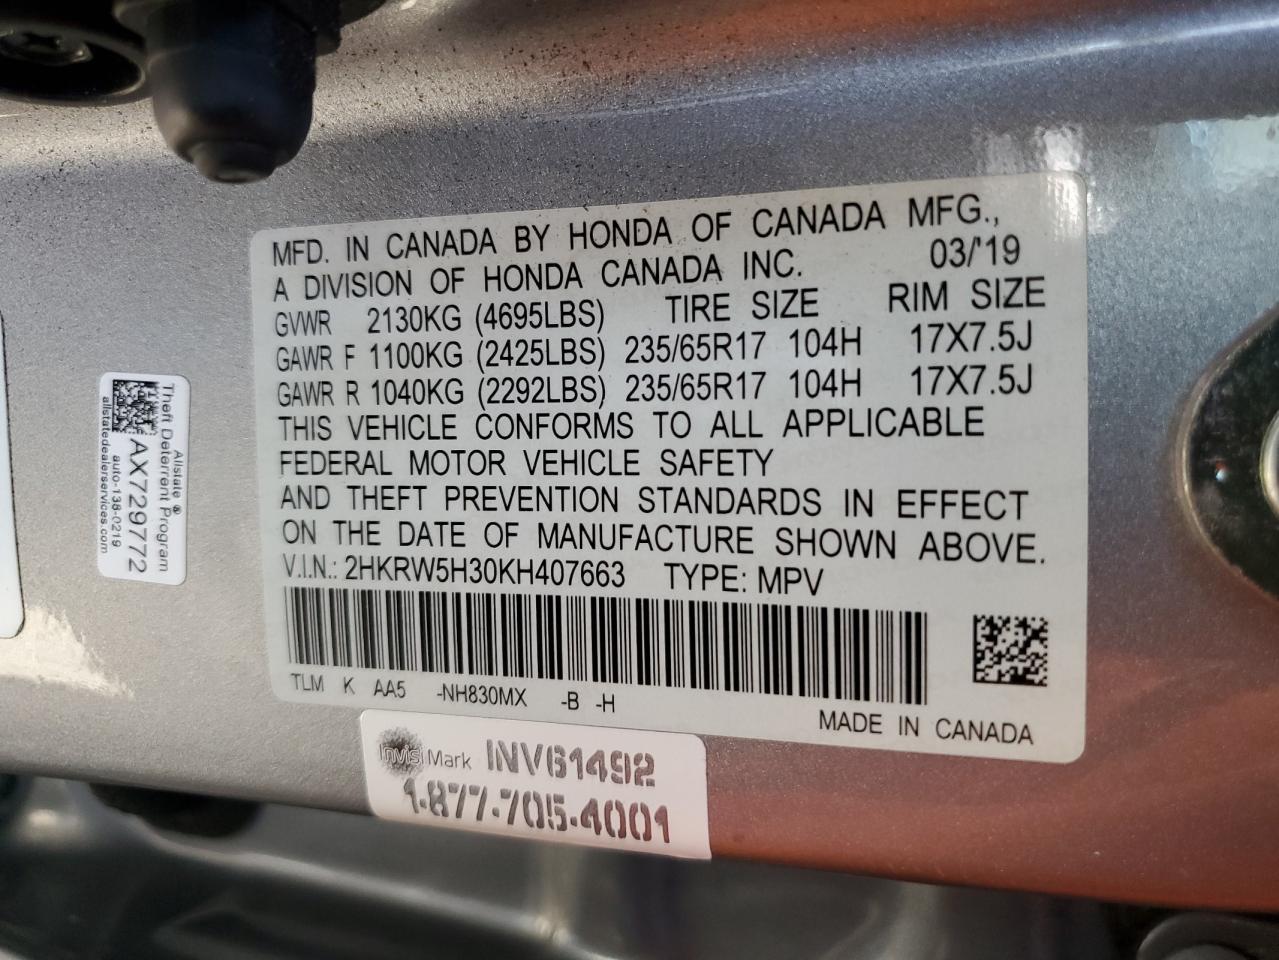 MFD. IN CANADA BY HONDA OF CANADA MFG.,
A DIVISION OF HONDA CANADA INC. 03/'19
GVWR 2130KG (4695LBS) TIRE SIZE RIM SIZE
GAWR F 1100KG (2425LBS) 235/65R17 104H 17X7.5J
GAWR R 1040KG (2292LBS) 235/65R17 104H 17X7.5J
THIS VEHICLE CONFORMS TO ALL APPLICABLE
FEDERAL MOTOR VEHICLE SAFETY
AND THEFT PREVENTION STANDARDS IN EFFECT
ON THE DATE OF MANUFACTURE SHOWN ABOVE.
V.I.N.: 2HKRW5H30KH407663 TYPE: MPV
TLM K AA5 -NH830MX -B -H
MADE IN CANADA
Allstate®
Theft Deterrent Program
AX729772
auto-138-0219
allstatedealerservices.com
InvisiMark INV61492
1-877-705-4001